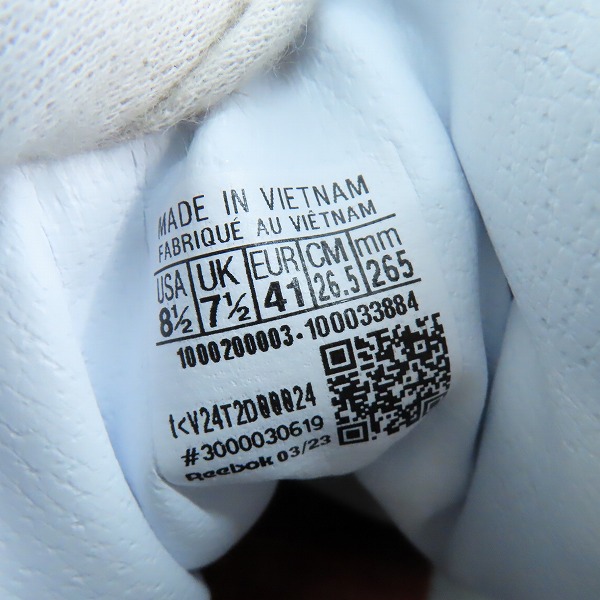 MADE IN VIETNAM
FABRIQUÉ AU VIÊTNAM
USA UK EUR CM mm
8½ 7½ 41 26.5 265
1000200003-100033884
t<V24T2D00024
#3000030619
Reebok 03/23